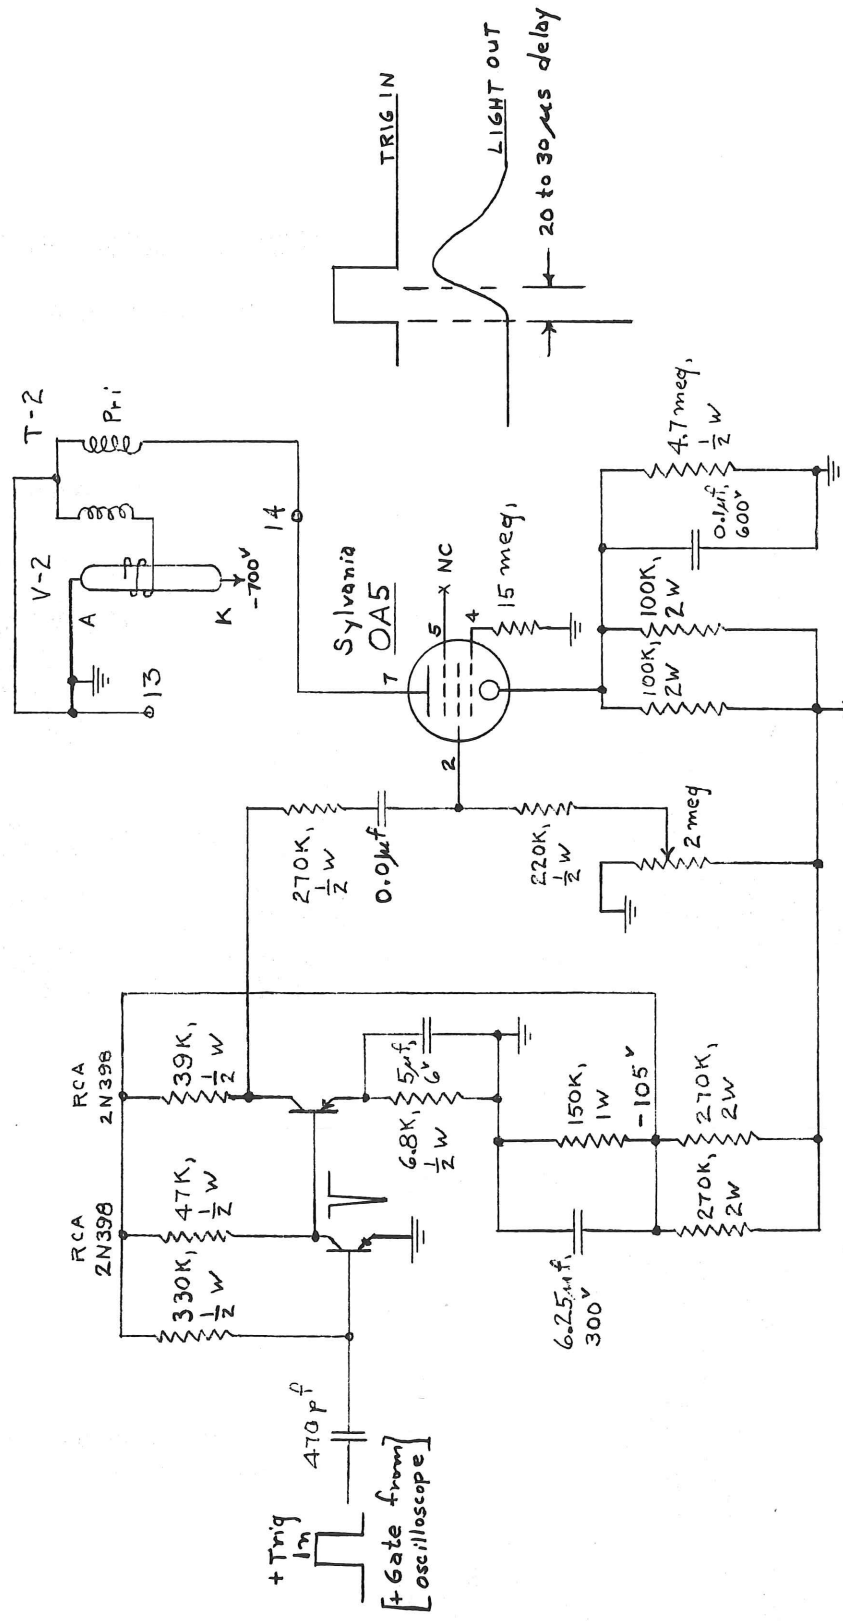 + Trig
In
[+Gate from
oscilloscope]
470 pf
330K,
1/2 W
RCA
2N398
47K,
1/2 W
RCA
2N398
39K,
1/2 W
6.8K,
1/2 W
5µf,
6v
6.25µf,
300v
150K,
1W
-105v
270K,
2W
270K,
2W
270K,
1/2 W
0.01µf
220K,
1/2 W
2 meg
2
7
5
NC
4
15 meg,
Sylvania
OA5
14
13
V-2
A
K
-700v
T-2
Pri
100K,
2W
100K,
2W
0.1µf,
600v
4.7 meg,
1/2 W
TRIG IN
LIGHT OUT
20 to 30 µs delay